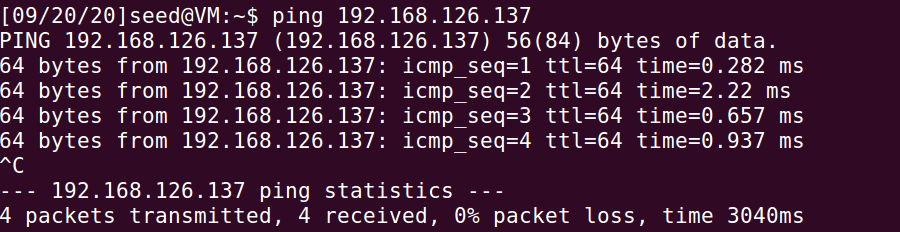 [09/20/20]seed@VM:~$ ping 192.168.126.137
PING 192.168.126.137 (192.168.126.137) 56(84) bytes of data.
64 bytes from 192.168.126.137: icmp_seq=1 ttl=64 time=0.282 ms
64 bytes from 192.168.126.137: icmp_seq=2 ttl=64 time=2.22 ms
64 bytes from 192.168.126.137: icmp_seq=3 ttl=64 time=0.657 ms
64 bytes from 192.168.126.137: icmp_seq=4 ttl=64 time=0.937 ms
^C
--- 192.168.126.137 ping statistics ---
4 packets transmitted, 4 received, 0% packet loss, time 3040ms